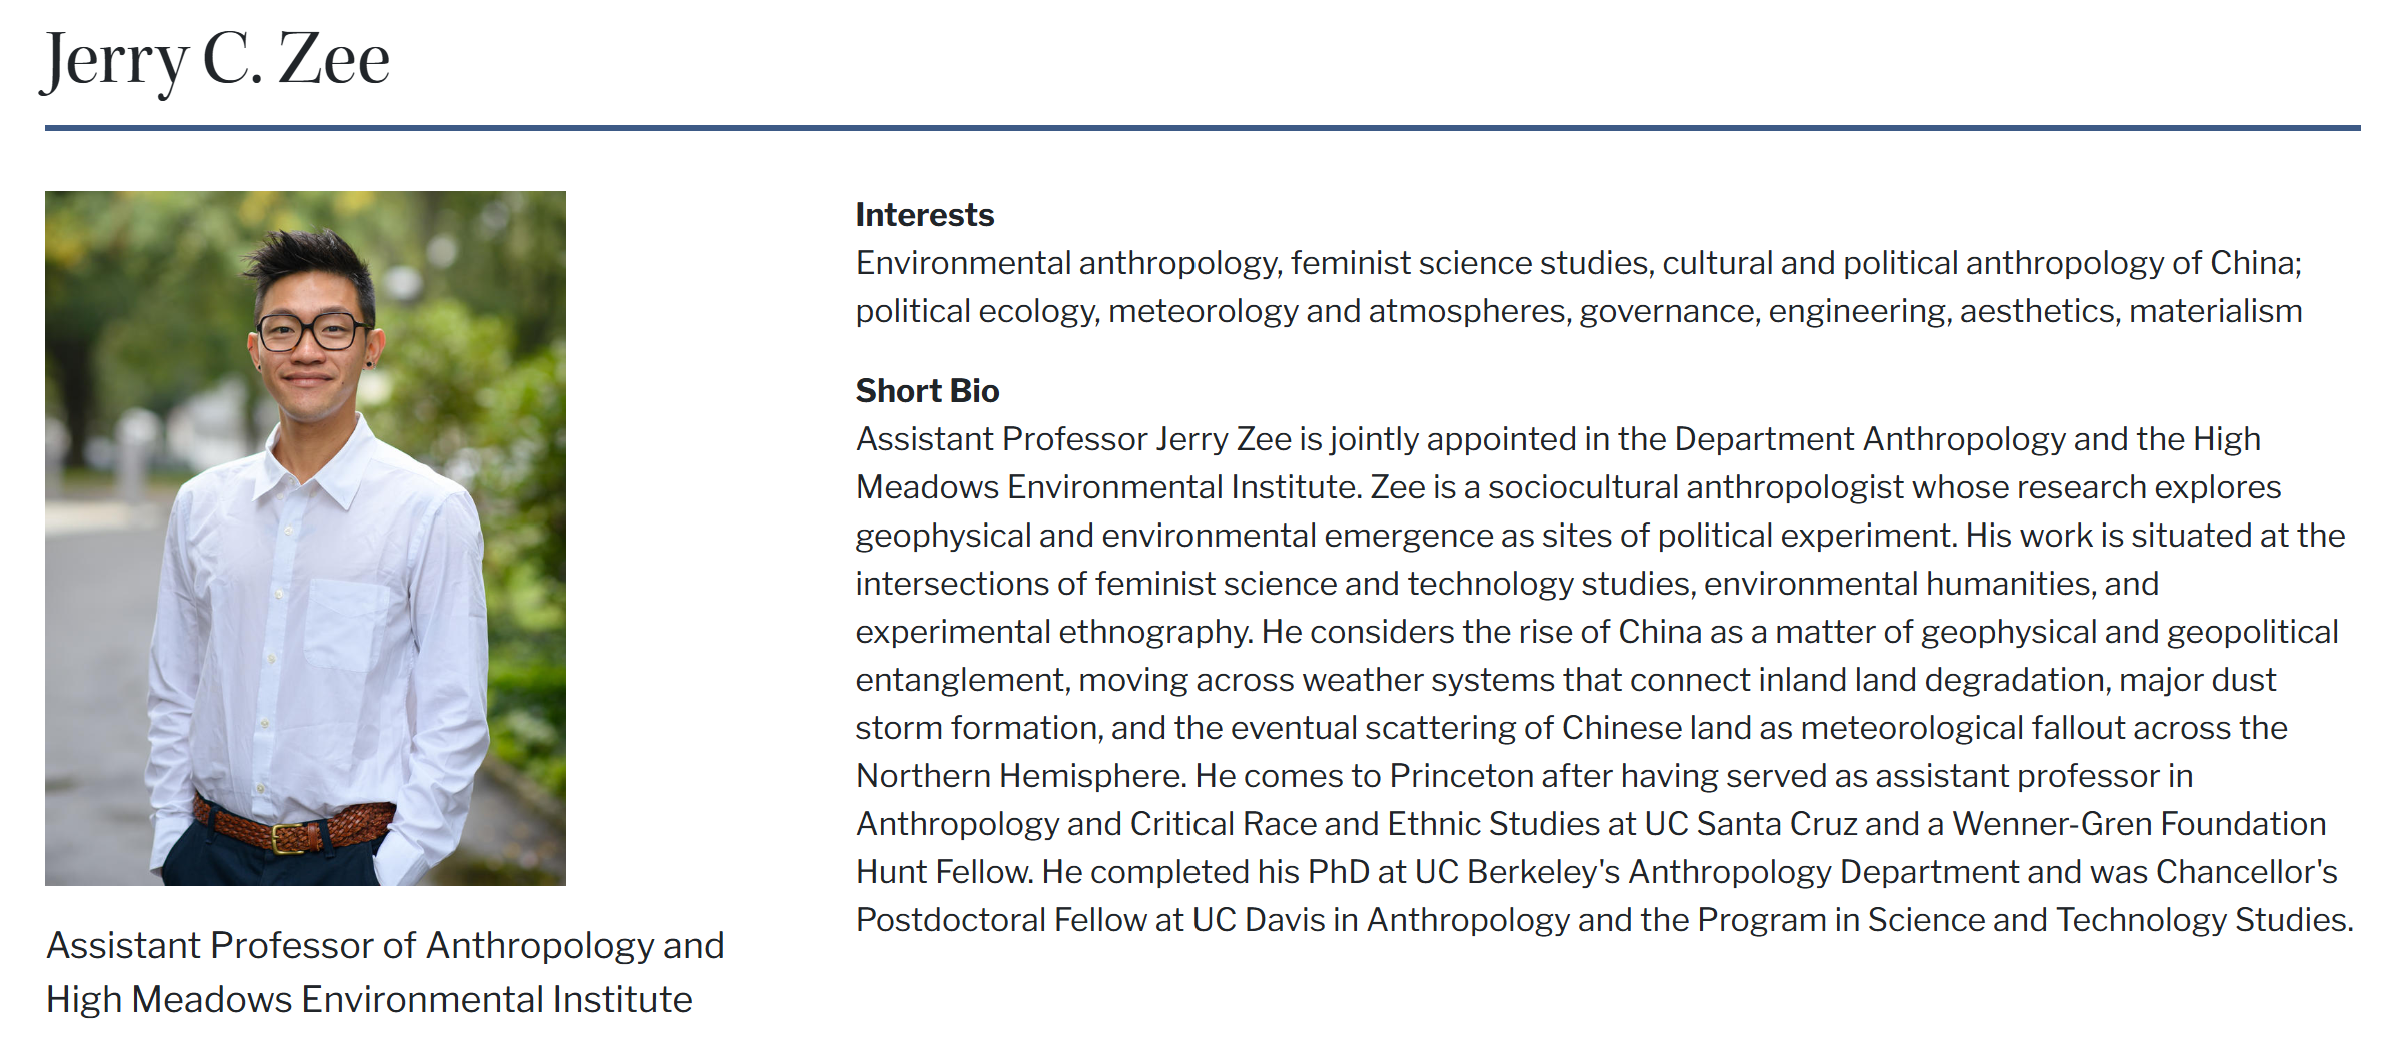 Jerry C. Zee
Interests
Environmental anthropology, feminist science studies, cultural and political anthropology of China;
political ecology, meteorology and atmospheres, governance, engineering, aesthetics, materialism
Short Bio
Assistant Professor Jerry Zee is jointly appointed in the Department Anthropology and the High
Meadows Environmental Institute. Zee is a sociocultural anthropologist whose research explores
geophysical and environmental emergence as sites of political experiment. His work is situated at the
intersections of feminist science and technology studies, environmental humanities, and
experimental ethnography. He considers the rise of China as a matter of geophysical and geopolitical
entanglement, moving across weather systems that connect inland land degradation, major dust
storm formation, and the eventual scattering of Chinese land as meteorological fallout across the
Northern Hemisphere. He comes to Princeton after having served as assistant professor in
Anthropology and Critical Race and Ethnic Studies at UC Santa Cruz and a Wenner-Gren Foundation
Hunt Fellow. He completed his PhD at UC Berkeley's Anthropology Department and was Chancellor's
Postdoctoral Fellow at UC Davis in Anthropology and the Program in Science and Technology Studies.
Assistant Professor of Anthropology and
High Meadows Environmental Institute